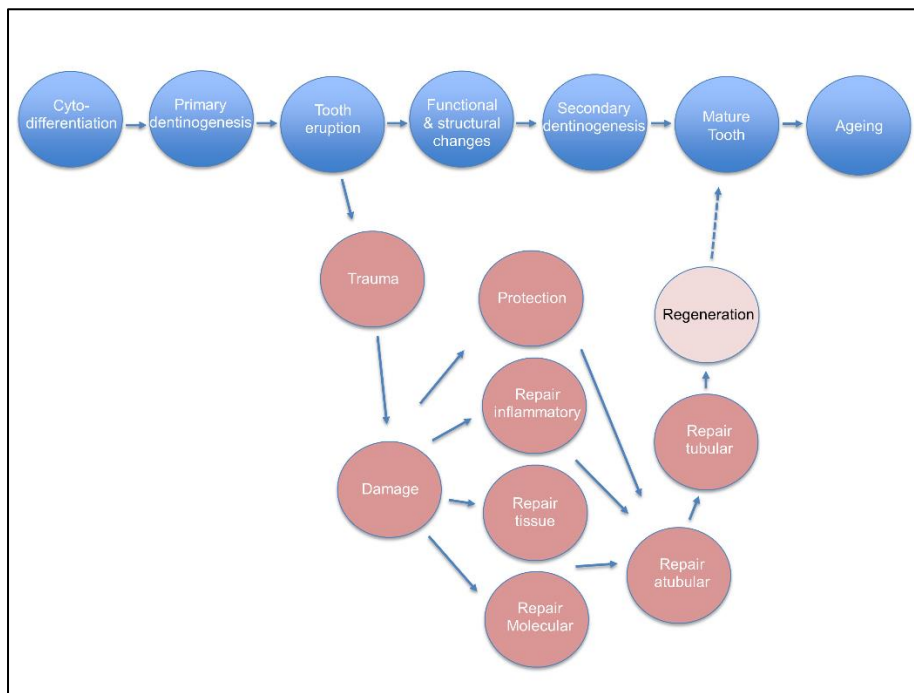 Cyto-
differentiation
Primary
dentinogenesis
Tooth
eruption
Functional
& structural
changes
Secondary
dentinogenesis
Mature
Tooth
Ageing
Trauma
Protection
Regeneration
Repair
inflammatory
Repair
tubular
Damage
Repair
tissue
Repair
atubular
Repair
Molecular